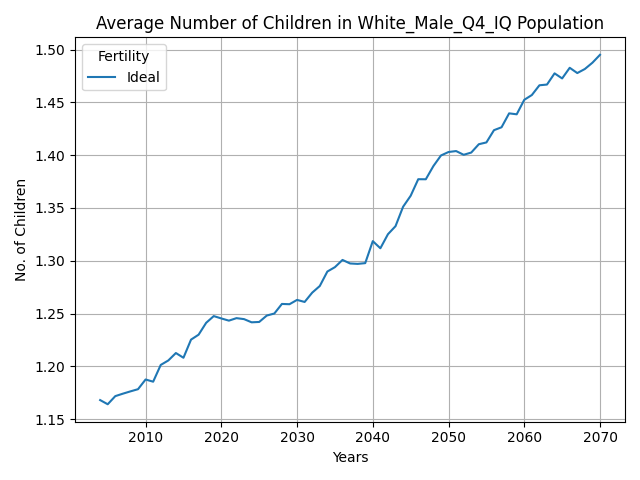 Average Number of Children in White_Male_Q4_IQ Population
Fertility
Ideal
No. of Children
1.50
1.45
1.40
1.35
1.30
1.25
1.20
1.15
2010 2020 2030 2040 2050 2060 2070
Years